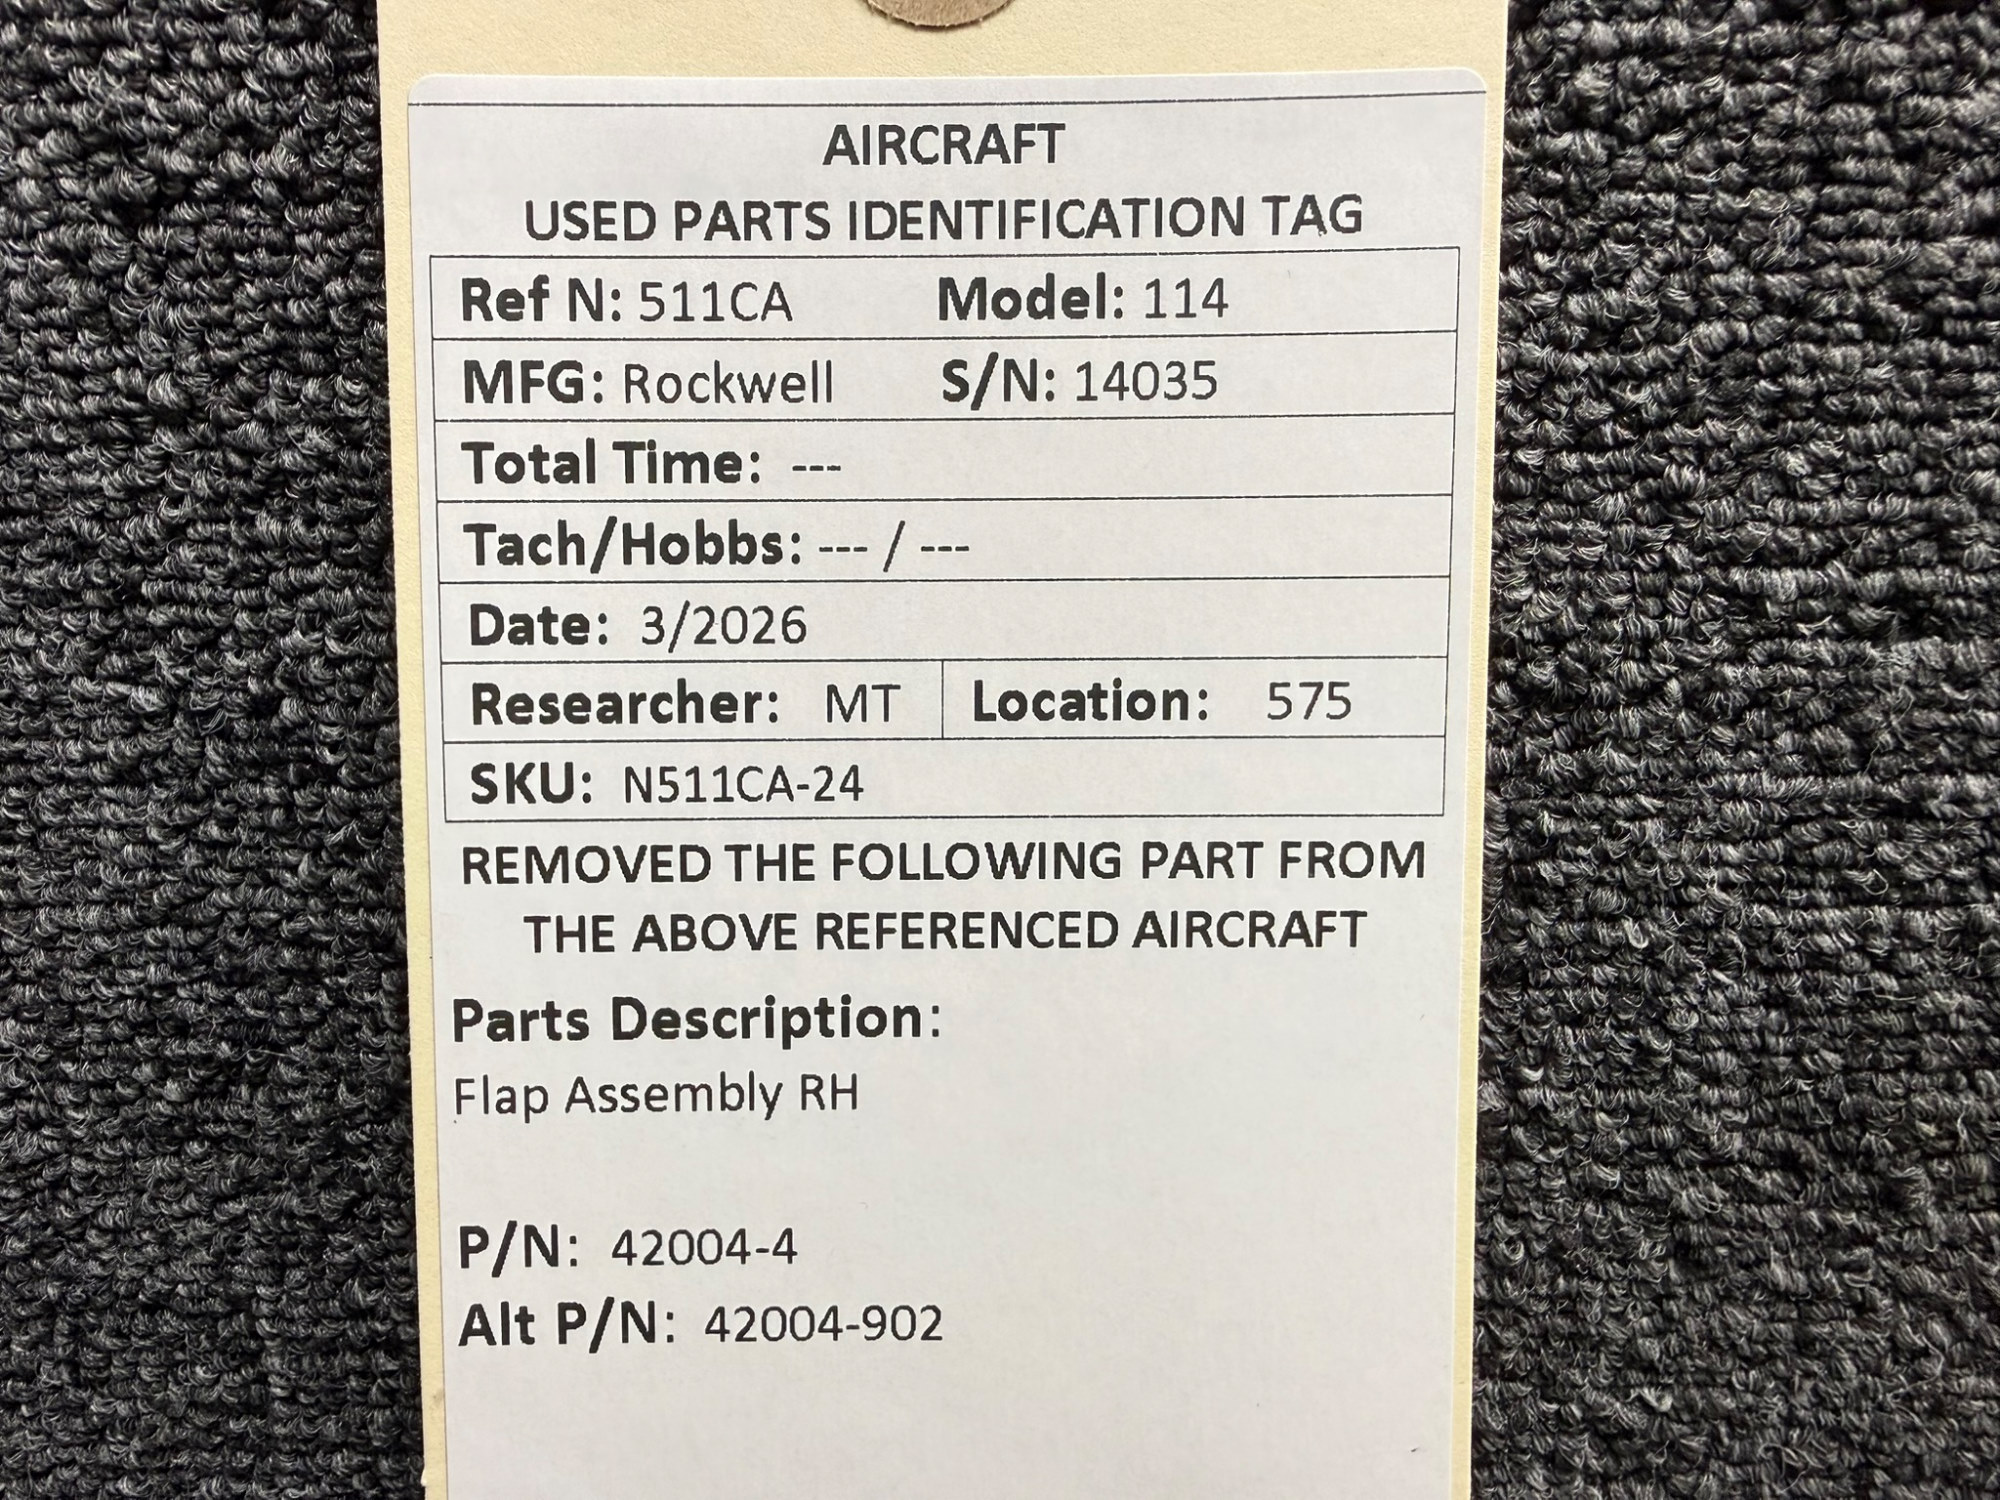 AIRCRAFT
USED PARTS IDENTIFICATION TAG
Ref N: 511CA Model: 114
MFG: Rockwell S/N: 14035
Total Time: ---
Tach/Hobbs: --- / ---
Date: 3/2026
Researcher: MT Location: 575
SKU: N511CA-24
REMOVED THE FOLLOWING PART FROM
THE ABOVE REFERENCED AIRCRAFT
Parts Description:
Flap Assembly RH
P/N: 42004-4
Alt P/N: 42004-902